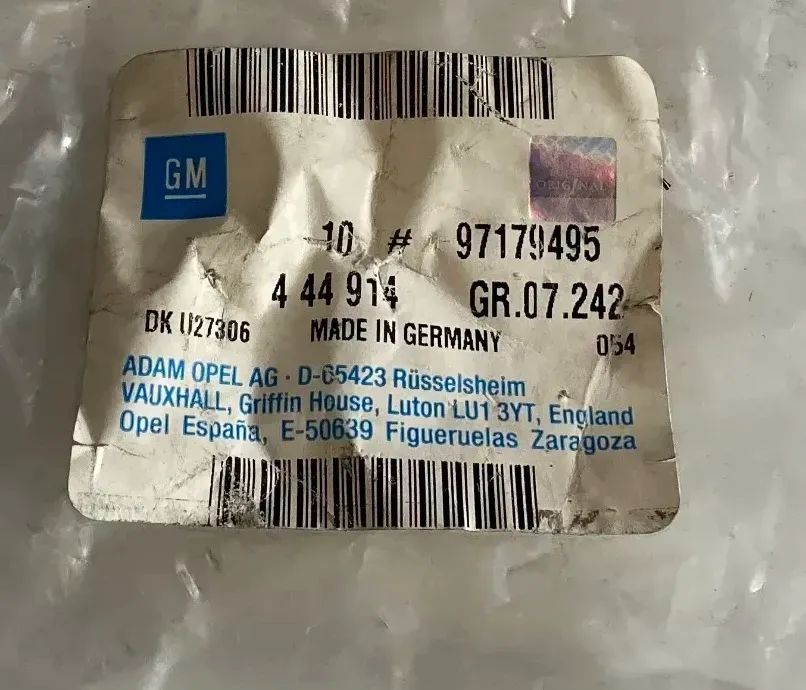 GM
ORIGINAL
10 # 97179495
4 44 914 GR.07.242
DK U27306 MADE IN GERMANY 054
ADAM OPEL AG · D-65423 Rüsselsheim
VAUXHALL, Griffin House, Luton LU1 3YT, England
Opel España, E-50639 Figueruelas Zaragoza